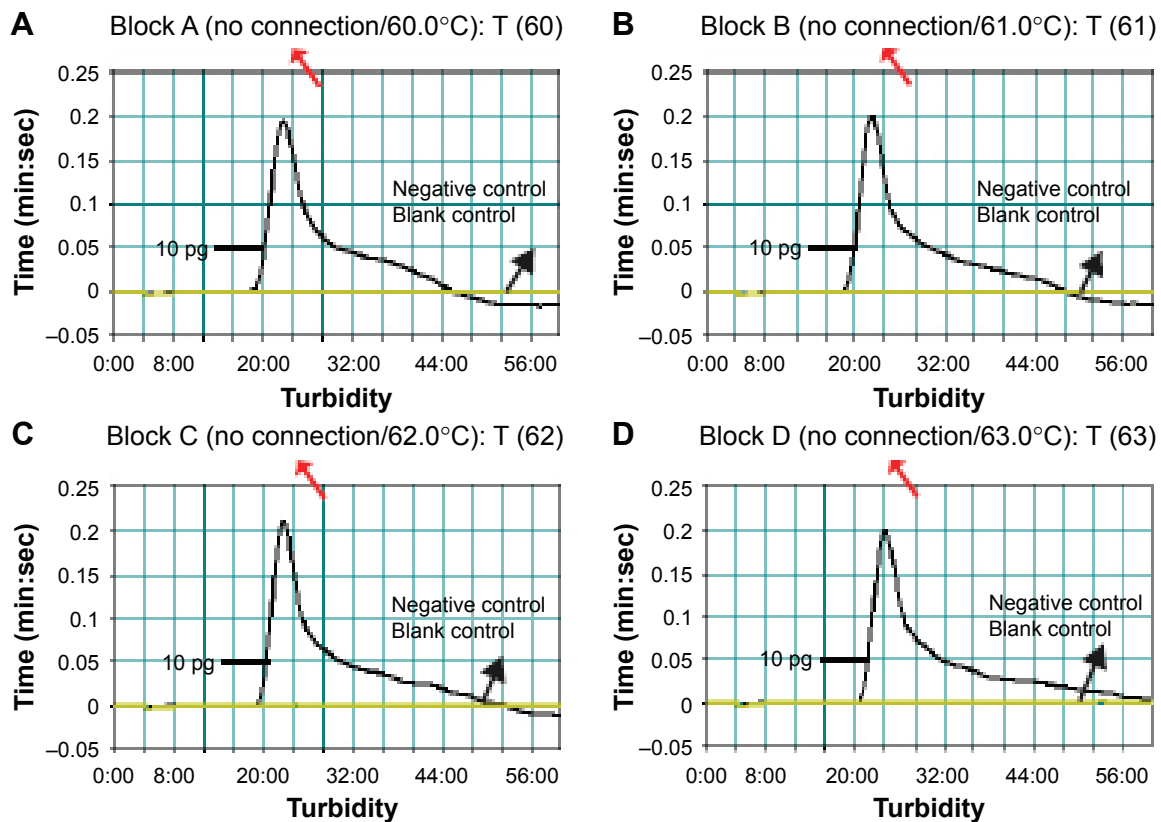 A Block A (no connection/60.0°C): T (60)
0.25
0.2
0.15
0.1
0.05
0
–0.05
Time (min:sec)
Negative control
Blank control
10 pg
0:00 8:00 20:00 32:00 44:00 56:00
Turbidity
B Block B (no connection/61.0°C): T (61)
0.25
0.2
0.15
0.1
0.05
0
–0.05
Time (min:sec)
Negative control
Blank control
10 pg
0:00 8:00 20:00 32:00 44:00 56:00
Turbidity
C Block C (no connection/62.0°C): T (62)
0.25
0.2
0.15
0.1
0.05
0
–0.05
Time (min:sec)
Negative control
Blank control
10 pg
0:00 8:00 20:00 32:00 44:00 56:00
Turbidity
D Block D (no connection/63.0°C): T (63)
0.25
0.2
0.15
0.1
0.05
0
–0.05
Time (min:sec)
Negative control
Blank control
10 pg
0:00 8:00 20:00 32:00 44:00 56:00
Turbidity